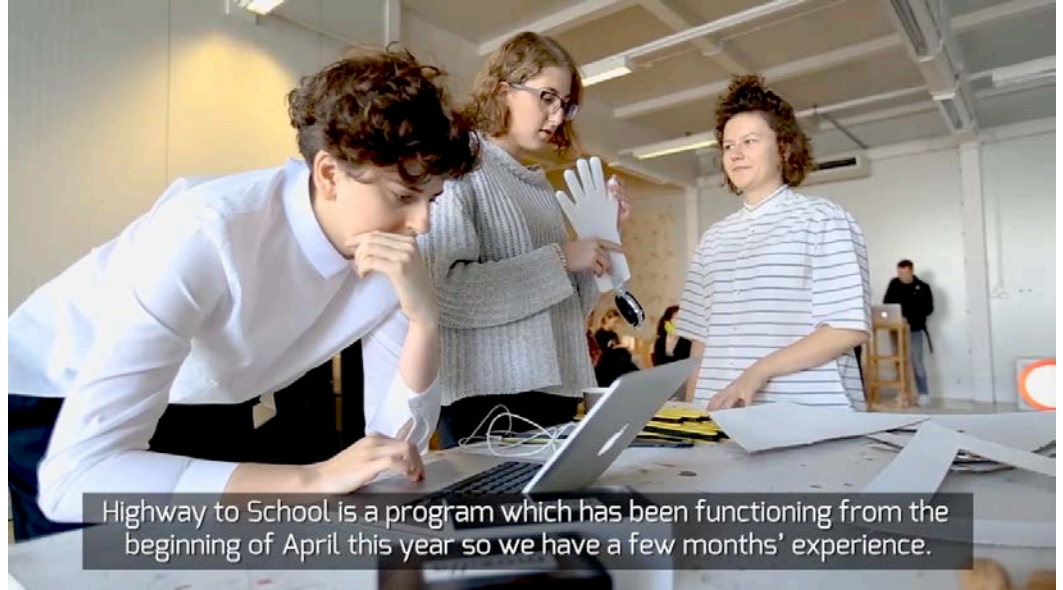 Highway to School is a program which has been functioning from the
beginning of April this year so we have a few months' experience.